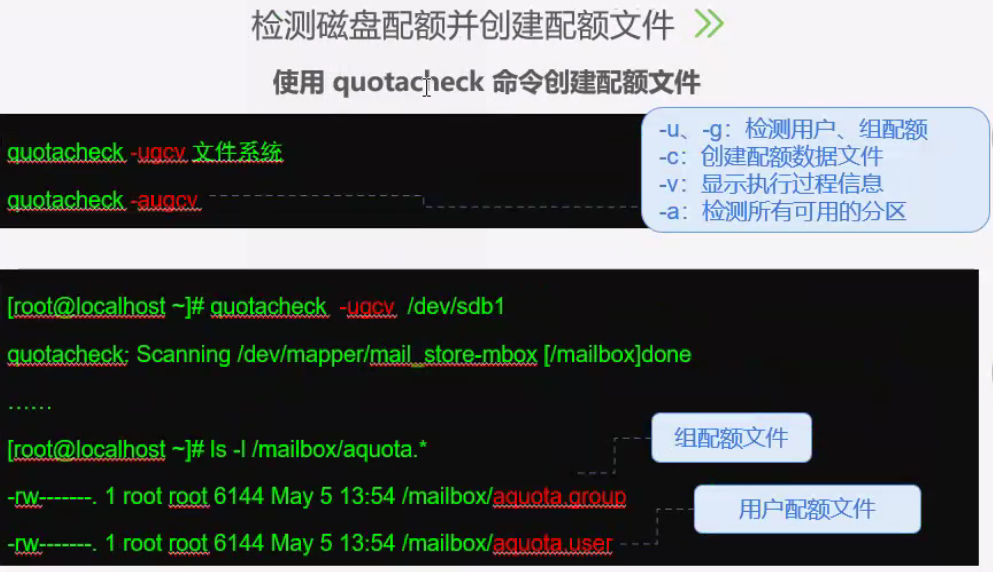 检测磁盘配额并创建配额文件
使用 quotacheck 命令创建配额文件
quotacheck -ugcv 文件系统
quotacheck -augcv
-u、-g：检测用户、组配额
-c：创建配额数据文件
-v：显示执行过程信息
-a：检测所有可用的分区
[root@localhost ~]# quotacheck -ugcv /dev/sdb1
quotacheck: Scanning /dev/mapper/mail_store-mbox [/mailbox]done
……
[root@localhost ~]# ls -l /mailbox/aquota.*
组配额文件
-rw-------. 1 root root 6144 May 5 13:54 /mailbox/aquota.group
用户配额文件
-rw-------. 1 root root 6144 May 5 13:54 /mailbox/aquota.user